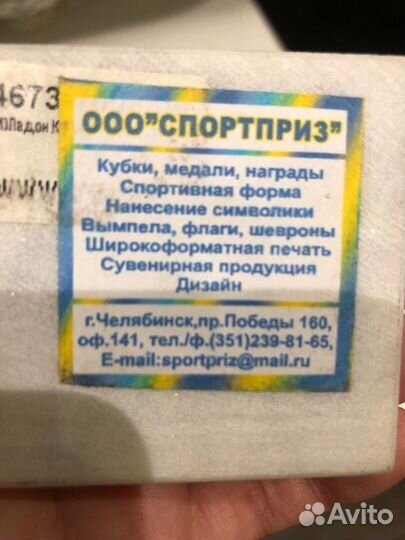 4673
ООО"СПОРТПРИЗ"
Кубки, медали, награды
Спортивная форма
Нанесение символики
Вымпела, флаги, шевроны
Широкоформатная печать
Сувенирная продукция
Дизайн
г.Челябинск,пр.Победы 160,
оф.141, тел./ф.(351)239-81-65,
E-mail:sportpriz@mail.ru
Avito